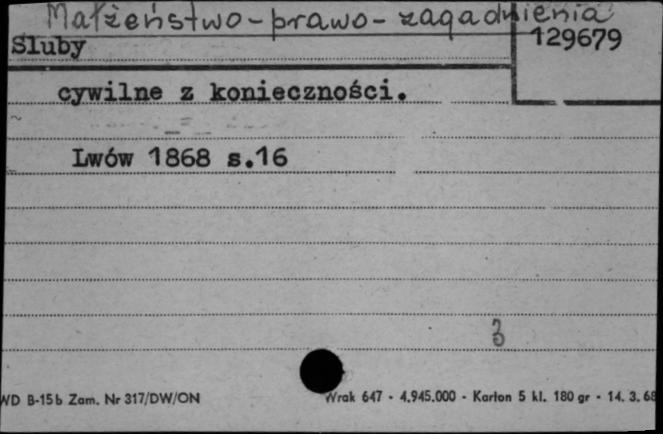 Małżeństwo - prawo - zagadnienia
Śluby
129679
cywilne z konieczności.
Lwów 1868 s.16
3
WD B-15b Zam. Nr 317/DW/ON
Wrak 647 - 4.945.000 - Karton 5 kl. 180 gr - 14. 3. 68